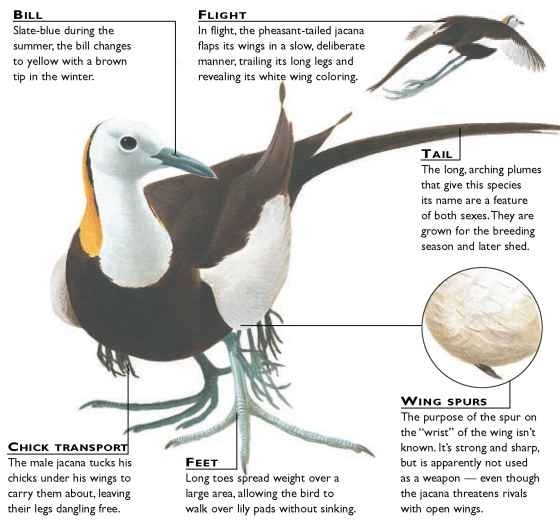 BILL
Slate-blue during the
summer, the bill changes
to yellow with a brown
tip in the winter.
FLIGHT
In flight, the pheasant-tailed jacana
flaps its wings in a slow, deliberate
manner, trailing its long legs and
revealing its white wing coloring.
TAIL
The long, arching plumes
that give this species
its name are a feature
of both sexes. They are
grown for the breeding
season and later shed.
WING SPURS
The purpose of the spur on
the “wrist” of the wing isn’t
known. It’s strong and sharp,
but is apparently not used
as a weapon — even though
the jacana threatens rivals
with open wings.
CHICK TRANSPORT
The male jacana tucks his
chicks under his wings to
carry them about, leaving
their legs dangling free.
FEET
Long toes spread weight over a
large area, allowing the bird to
walk over lily pads without sinking.